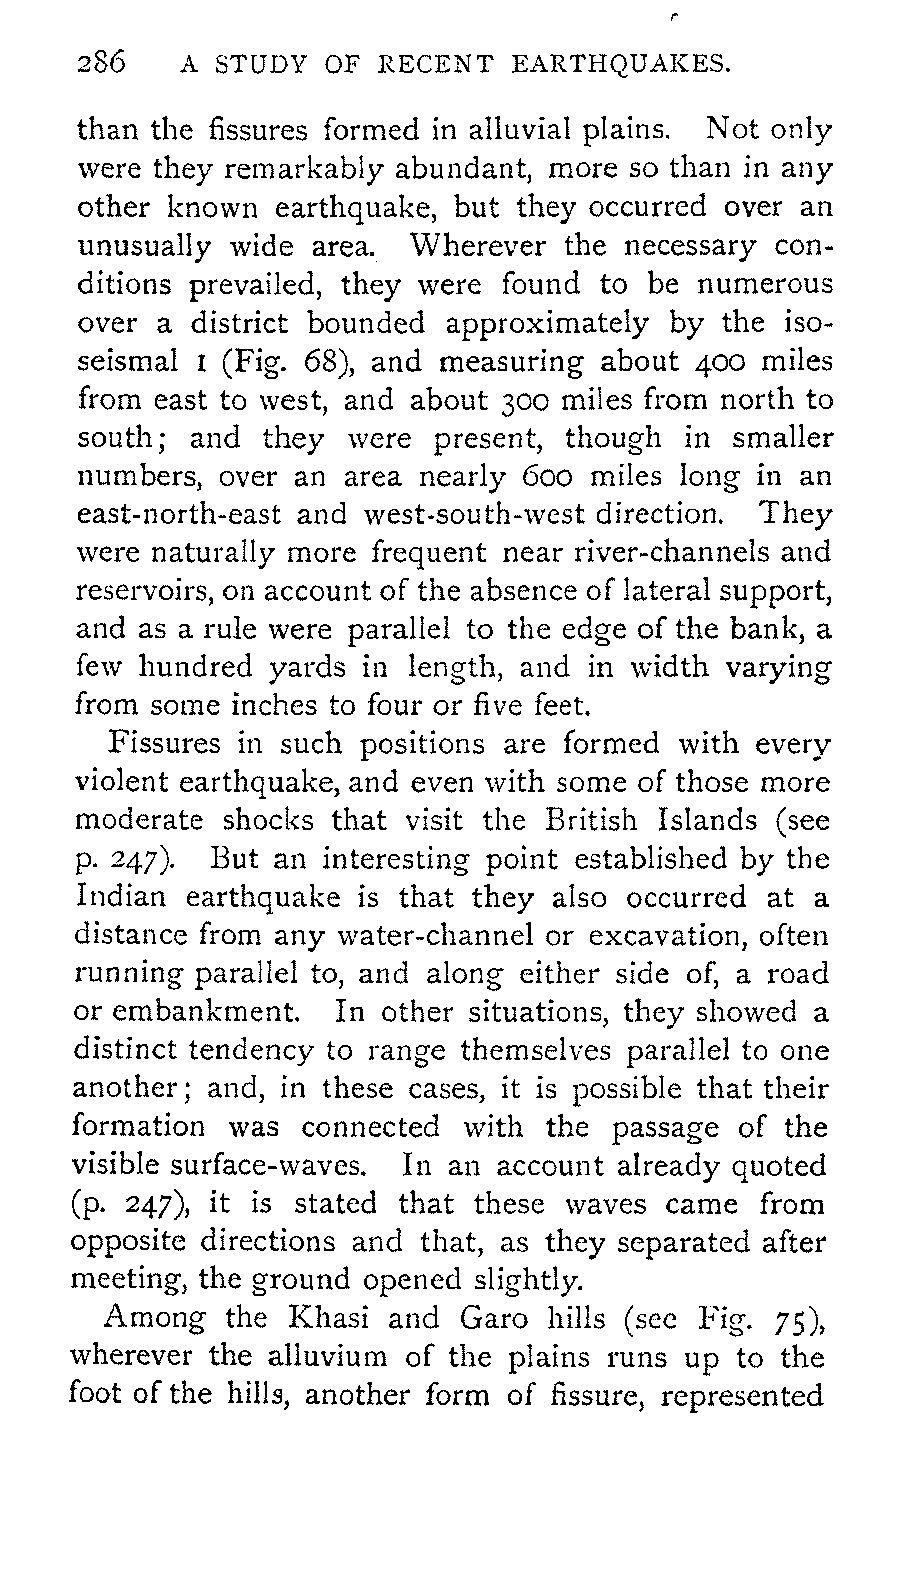 286 A STUDY OF RECENT EARTHQUAKES.
than the fissures formed in alluvial plains. Not only
were they remarkably abundant, more so than in any
other known earthquake, but they occurred over an
unusually wide area. Wherever the necessary con-
ditions prevailed, they were found to be numerous
over a district bounded approximately by the iso-
seismal 1 (Fig. 68), and measuring about 400 miles
from east to west, and about 300 miles from north to
south; and they were present, though in smaller
numbers, over an area nearly 600 miles long in an
east-north-east and west-south-west direction. They
were naturally more frequent near river-channels and
reservoirs, on account of the absence of lateral support,
and as a rule were parallel to the edge of the bank, a
few hundred yards in length, and in width varying
from some inches to four or five feet.
Fissures in such positions are formed with every
violent earthquake, and even with some of those more
moderate shocks that visit the British Islands (see
p. 247). But an interesting point established by the
Indian earthquake is that they also occurred at a
distance from any water-channel or excavation, often
running parallel to, and along either side of, a road
or embankment. In other situations, they showed a
distinct tendency to range themselves parallel to one
another; and, in these cases, it is possible that their
formation was connected with the passage of the
visible surface-waves. In an account already quoted
(p. 247), it is stated that these waves came from
opposite directions and that, as they separated after
meeting, the ground opened slightly.
Among the Khasi and Garo hills (see Fig. 75),
wherever the alluvium of the plains runs up to the
foot of the hills, another form of fissure, represented